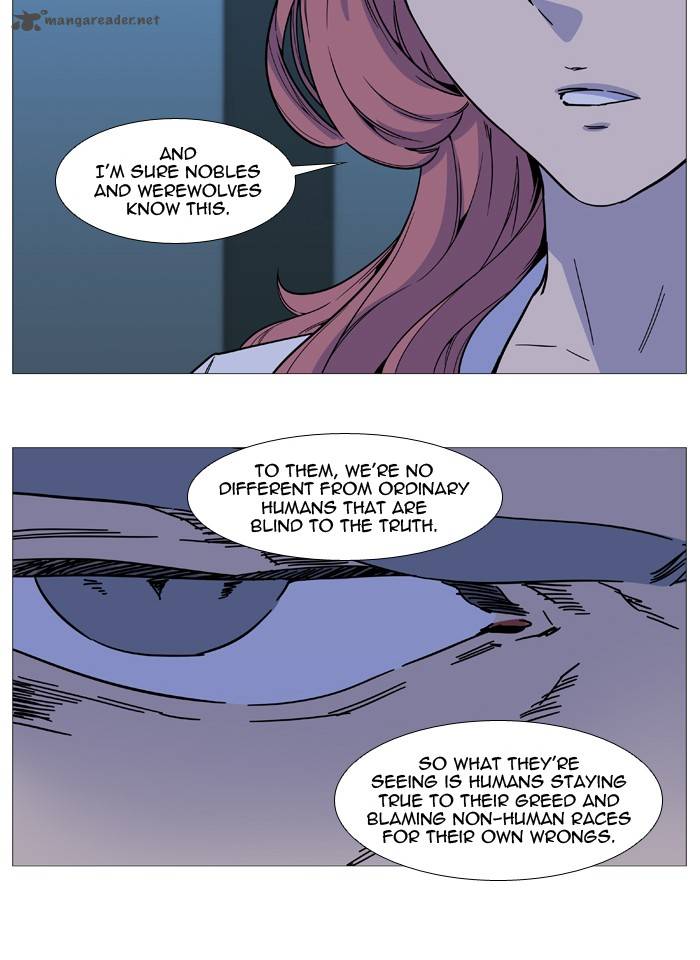 mangareader.net
AND
I'M SURE NOBLES
AND WEREWOLVES
KNOW THIS.
TO THEM, WE'RE NO
DIFFERENT FROM ORDINARY
HUMANS THAT ARE
BLIND TO THE TRUTH.
SO WHAT THEY'RE
SEEING IS HUMANS STAYING
TRUE TO THEIR GREED AND
BLAMING NON-HUMAN RACES
FOR THEIR OWN WRONGS.